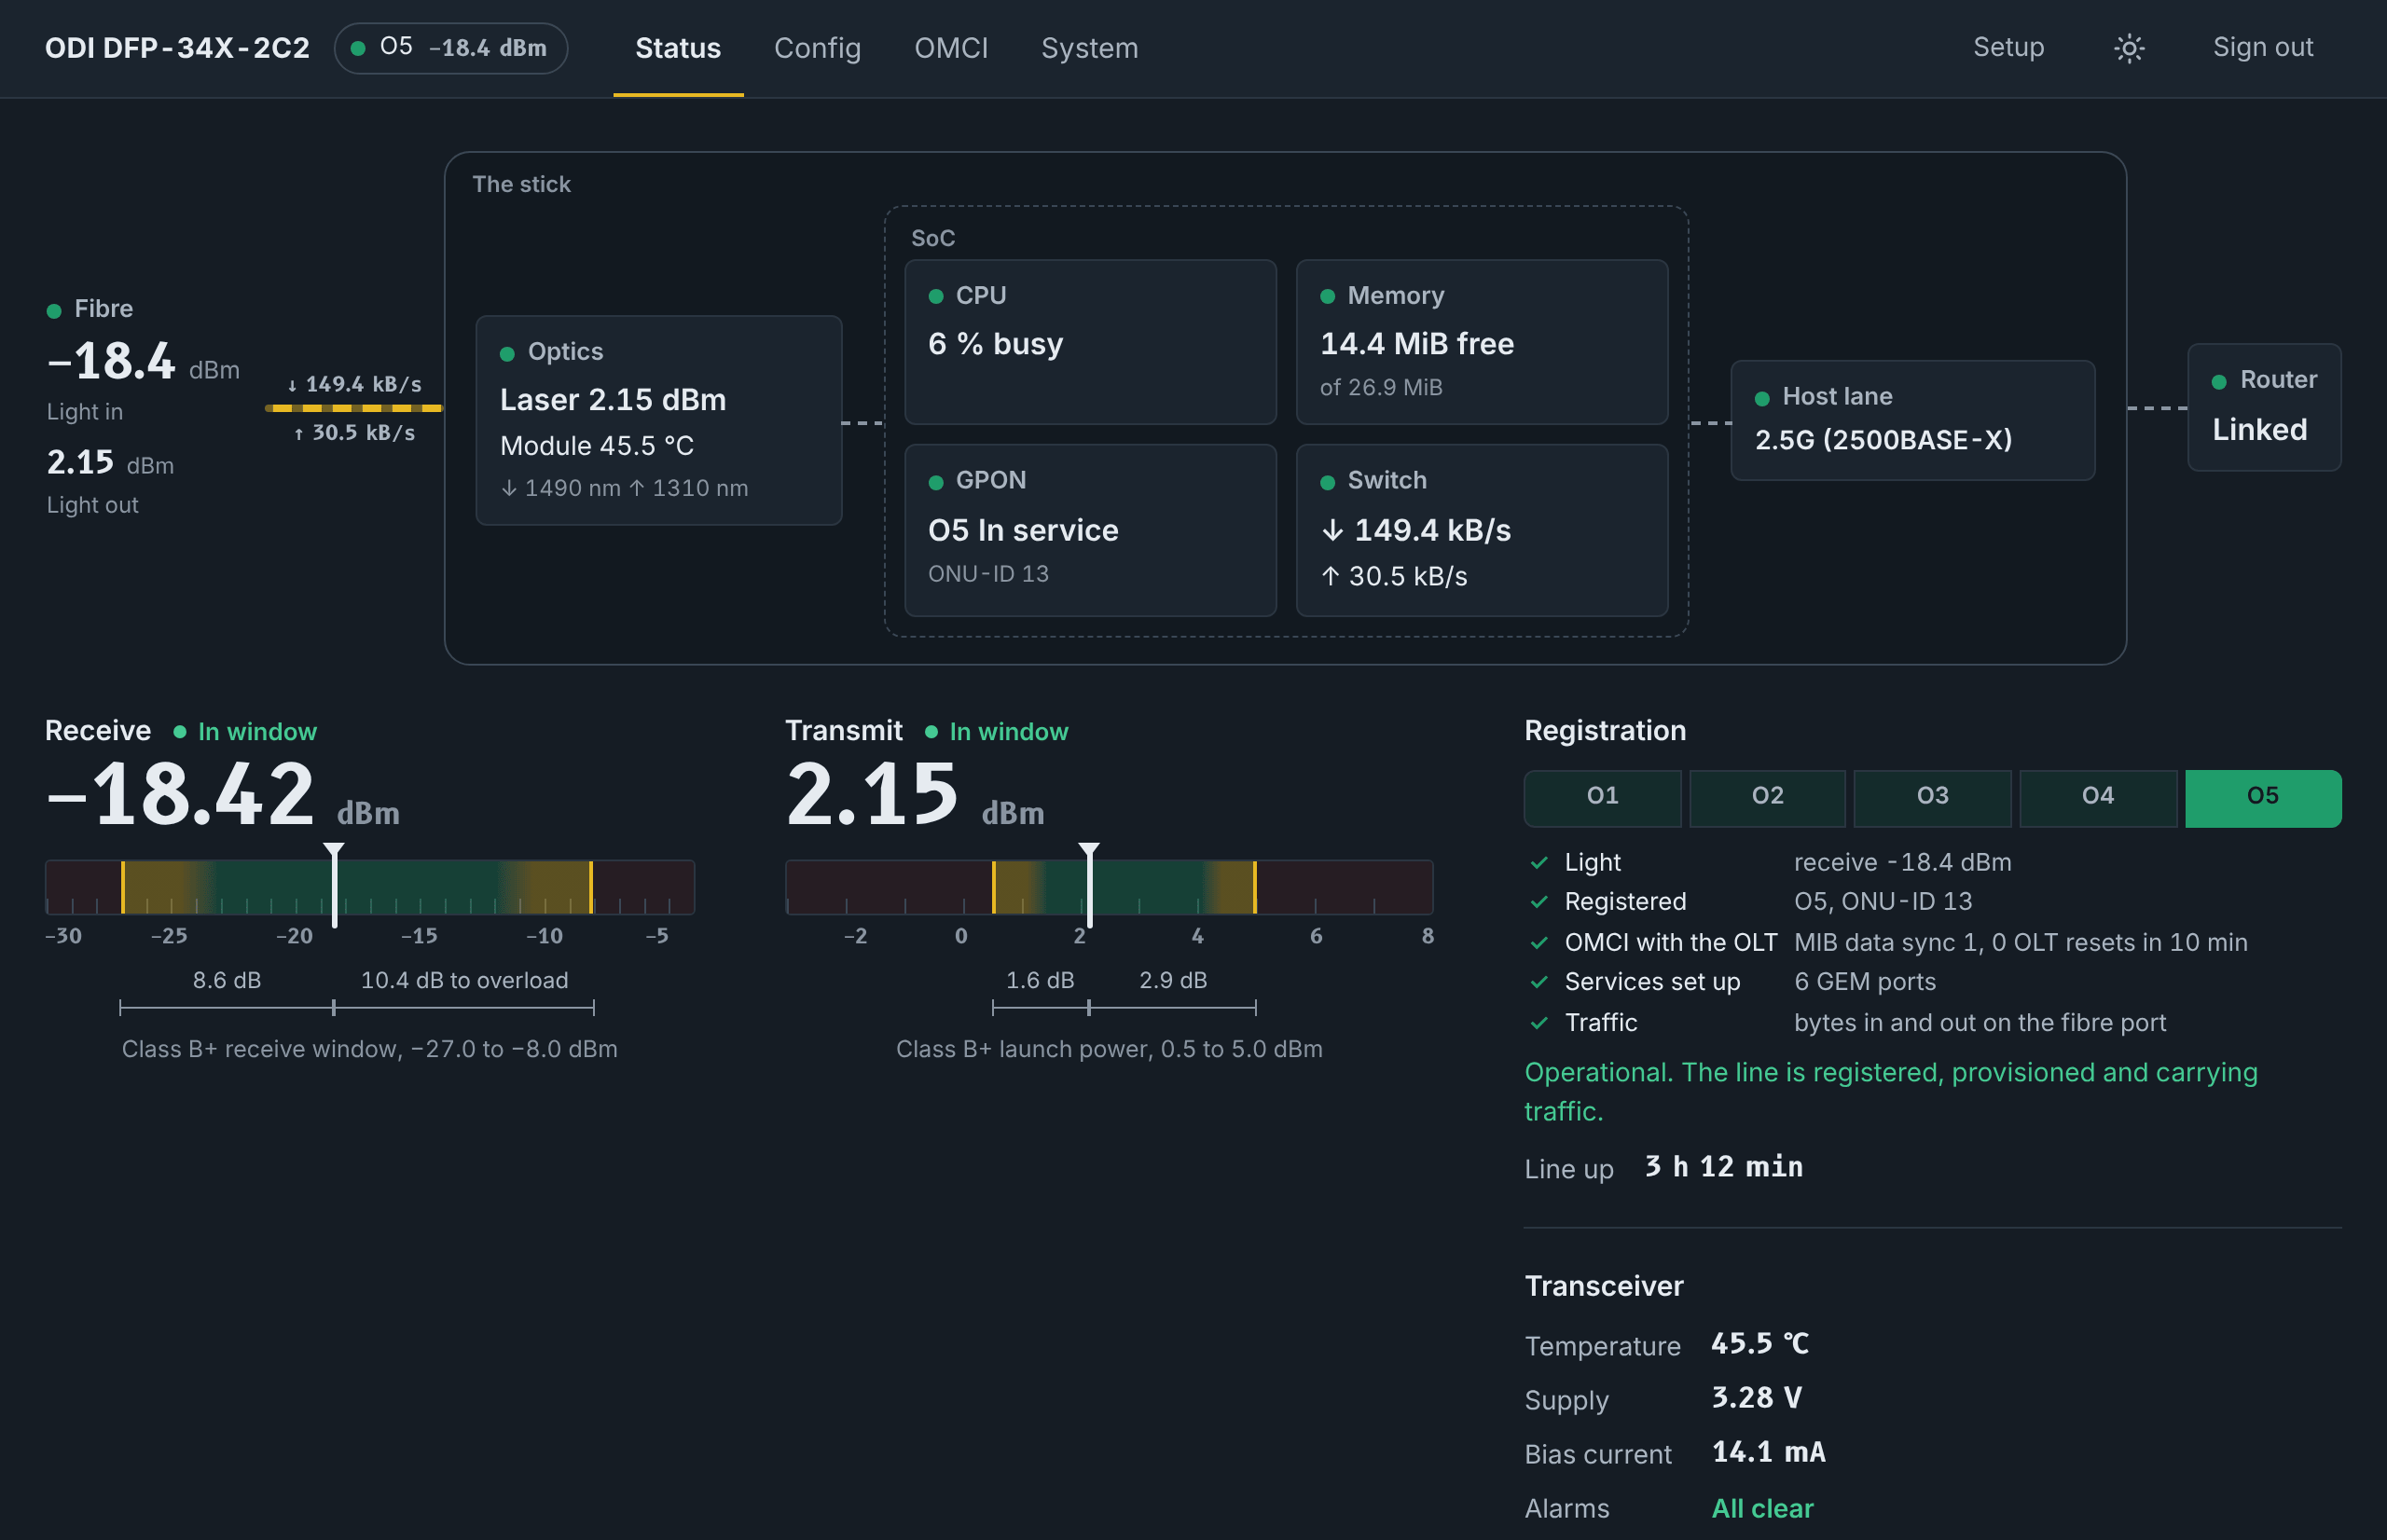 ODI DFP-34X-2C2
O5 −18.4 dBm
Status
Config
OMCI
System
Setup
Sign out
The stick
SoC
Fibre
−18.4 dBm
Light in
2.15 dBm
Light out
↓ 149.4 kB/s
↑ 30.5 kB/s
Optics
Laser 2.15 dBm
Module 45.5 °C
↓ 1490 nm ↑ 1310 nm
CPU
6 % busy
Memory
14.4 MiB free
of 26.9 MiB
GPON
O5 In service
ONU-ID 13
Switch
↓ 149.4 kB/s
↑ 30.5 kB/s
Host lane
2.5G (2500BASE-X)
Router
Linked
Receive In window
−18.42 dBm
−30 −25 −20 −15 −10 −5
8.6 dB 10.4 dB to overload
Class B+ receive window, −27.0 to −8.0 dBm
Transmit In window
2.15 dBm
−2 0 2 4 6 8
1.6 dB 2.9 dB
Class B+ launch power, 0.5 to 5.0 dBm
Registration
O1 O2 O3 O4 O5
Light receive -18.4 dBm
Registered O5, ONU-ID 13
OMCI with the OLT MIB data sync 1, 0 OLT resets in 10 min
Services set up 6 GEM ports
Traffic bytes in and out on the fibre port
Operational. The line is registered, provisioned and carrying
traffic.
Line up 3 h 12 min
Transceiver
Temperature 45.5 °C
Supply 3.28 V
Bias current 14.1 mA
Alarms All clear